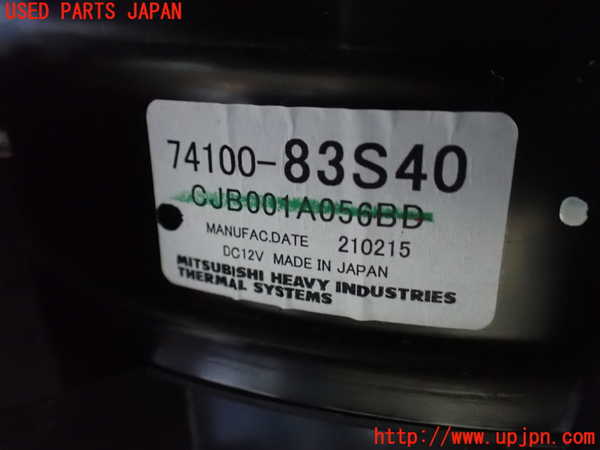 USED PARTS JAPAN
74100-83S40
CJB001A056BD
MANUFAC.DATE 210215
DC12V MADE IN JAPAN
MITSUBISHI HEAVY INDUSTRIES
THERMAL SYSTEMS
http://www.upjpn.com/